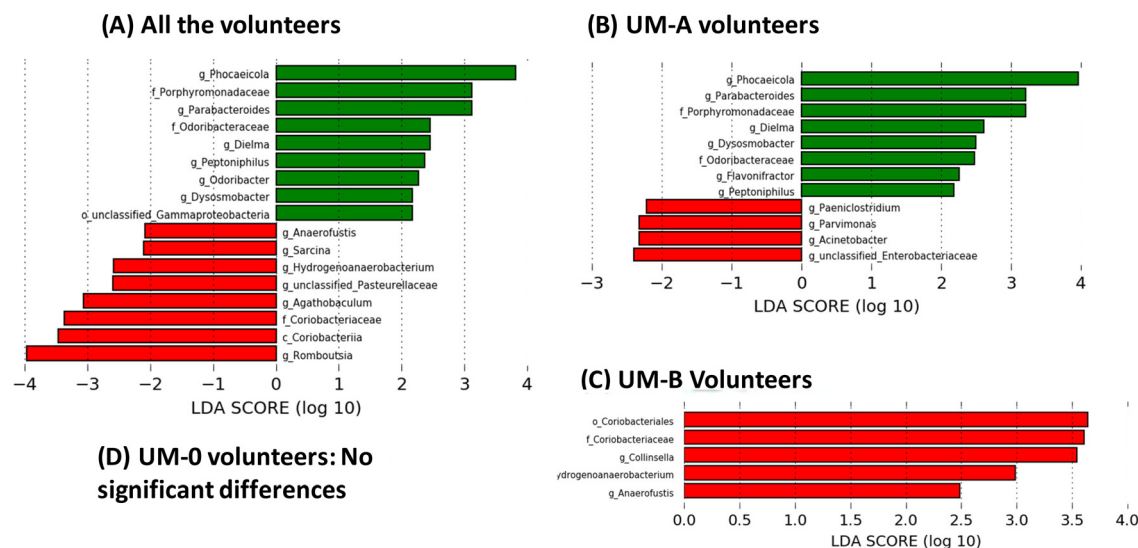 (A) All the volunteers
g_Phocaeicola
f_Porphyromonadaceae
g_Parabacteroides
f_Odoribacteraceae
g_Dielma
g_Peptoniphilus
g_Odoribacter
g_Dysosmobacter
o_unclassified_Gammaproteobacteria
g_Anaerofustis
g_Sarcina
g_Hydrogenoanaerobacterium
g_unclassified_Pasteurellaceae
g_Agathobaculum
f_Coriobacteriaceae
c_Coriobacteriia
g_Romboutsia
−4 −3 −2 −1 0 1 2 3 4
LDA SCORE (log 10)
(B) UM-A volunteers
g_Phocaeicola
g_Parabacteroides
f_Porphyromonadaceae
g_Dielma
g_Dysosmobacter
f_Odoribacteraceae
g_Flavonifractor
g_Peptoniphilus
g_Paeniclostridium
g_Parvimonas
g_Acinetobacter
g_unclassified_Enterobacteriaceae
−3 −2 −1 0 1 2 3 4
LDA SCORE (log 10)
(C) UM-B Volunteers
o_Coriobacteriales
f_Coriobacteriaceae
g_Collinsella
ydrogenoanaerobacterium
g_Anaerofustis
0.0 0.5 1.0 1.5 2.0 2.5 3.0 3.5 4.0
LDA SCORE (log 10)
(D) UM-0 volunteers: No
significant differences